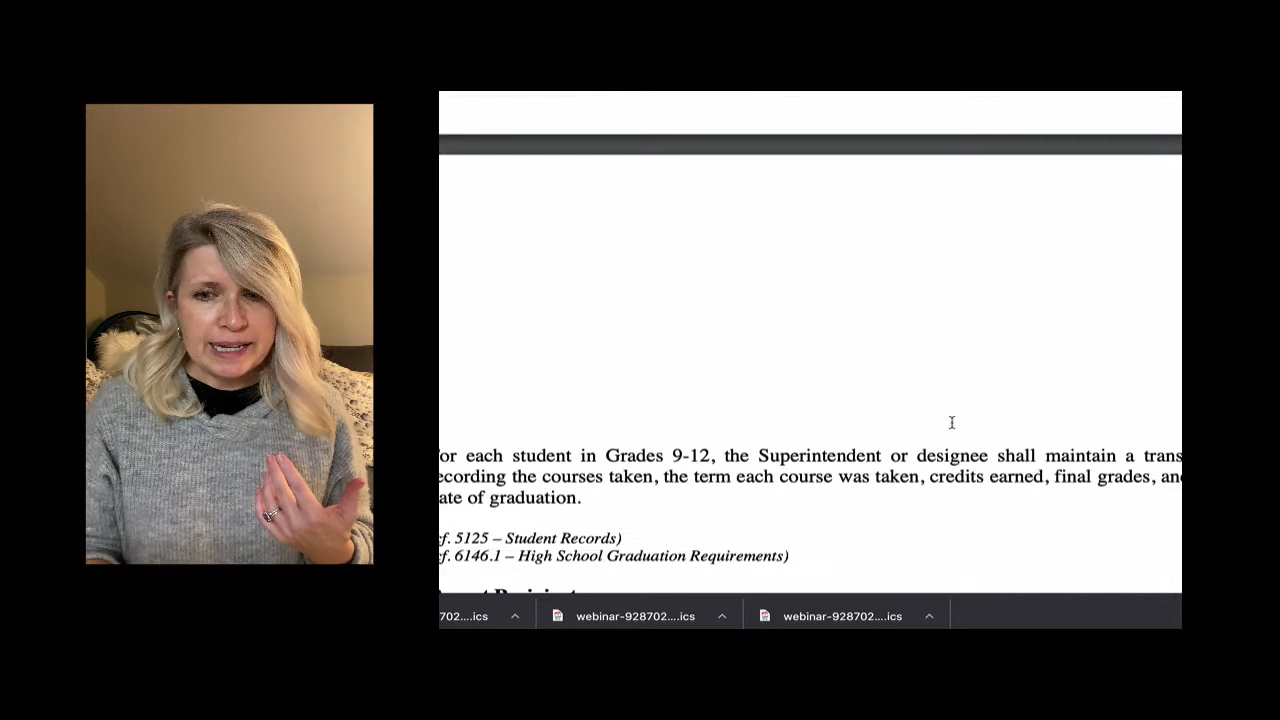 or each student in Grades 9-12, the Superintendent or designee shall maintain a trans
ecording the courses taken, the term each course was taken, credits earned, final grades, and
ate of graduation.
f. 5125 – Student Records)
f. 6146.1 – High School Graduation Requirements)
702....ics
webinar-928702....ics
webinar-928702....ics